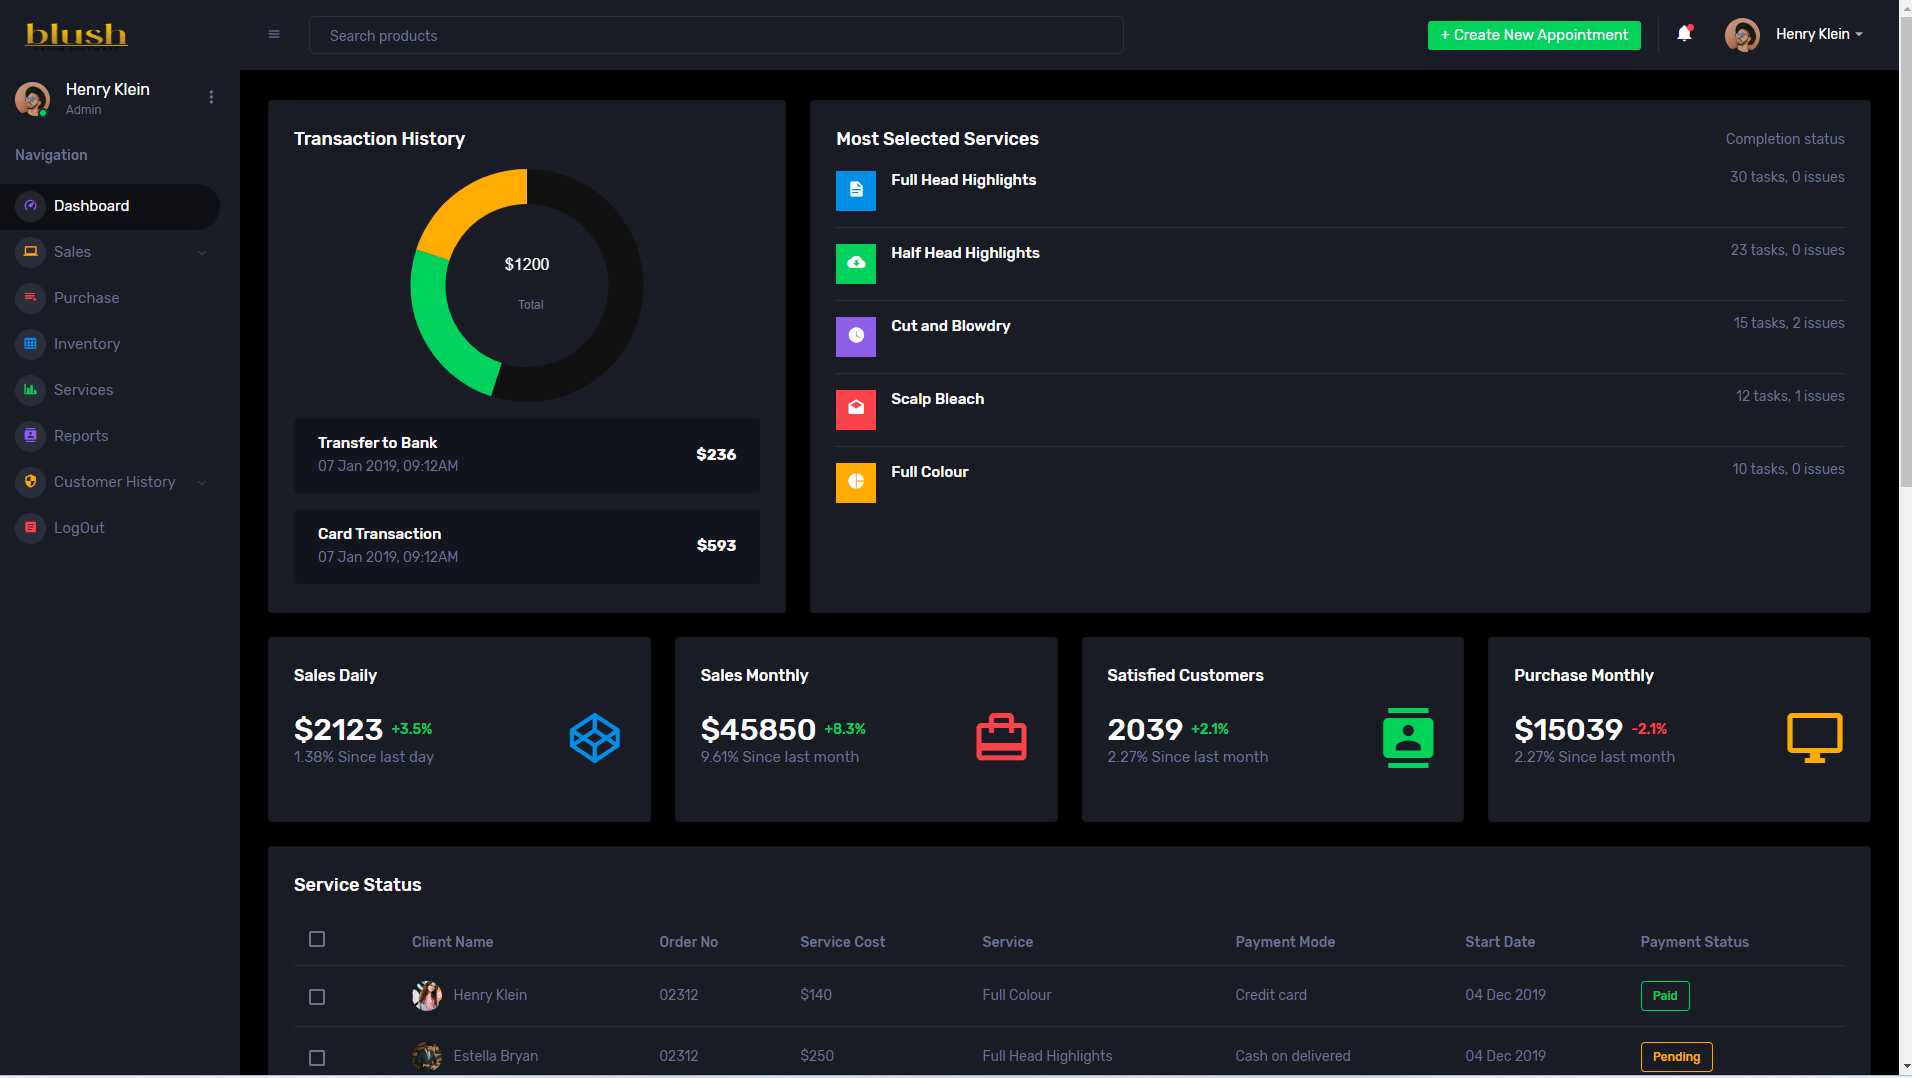 blush
Search products
+ Create New Appointment
Henry Klein
Henry Klein
Admin
Navigation
Dashboard
Sales
Purchase
Inventory
Services
Reports
Customer History
LogOut
Transaction History
$1200
Total
Transfer to Bank
07 Jan 2019, 09:12AM
$236
Card Transaction
07 Jan 2019, 09:12AM
$593
Most Selected Services
Completion status
Full Head Highlights
30 tasks, 0 issues
Half Head Highlights
23 tasks, 0 issues
Cut and Blowdry
15 tasks, 2 issues
Scalp Bleach
12 tasks, 1 issues
Full Colour
10 tasks, 0 issues
Sales Daily
$2123 +3.5%
1.38% Since last day
Sales Monthly
$45850 +8.3%
9.61% Since last month
Satisfied Customers
2039 +2.1%
2.27% Since last month
Purchase Monthly
$15039 -2.1%
2.27% Since last month
Service Status
Client Name Order No Service Cost Service Payment Mode Start Date Payment Status
Henry Klein 02312 $140 Full Colour Credit card 04 Dec 2019 Paid
Estella Bryan 02312 $250 Full Head Highlights Cash on delivered 04 Dec 2019 Pending